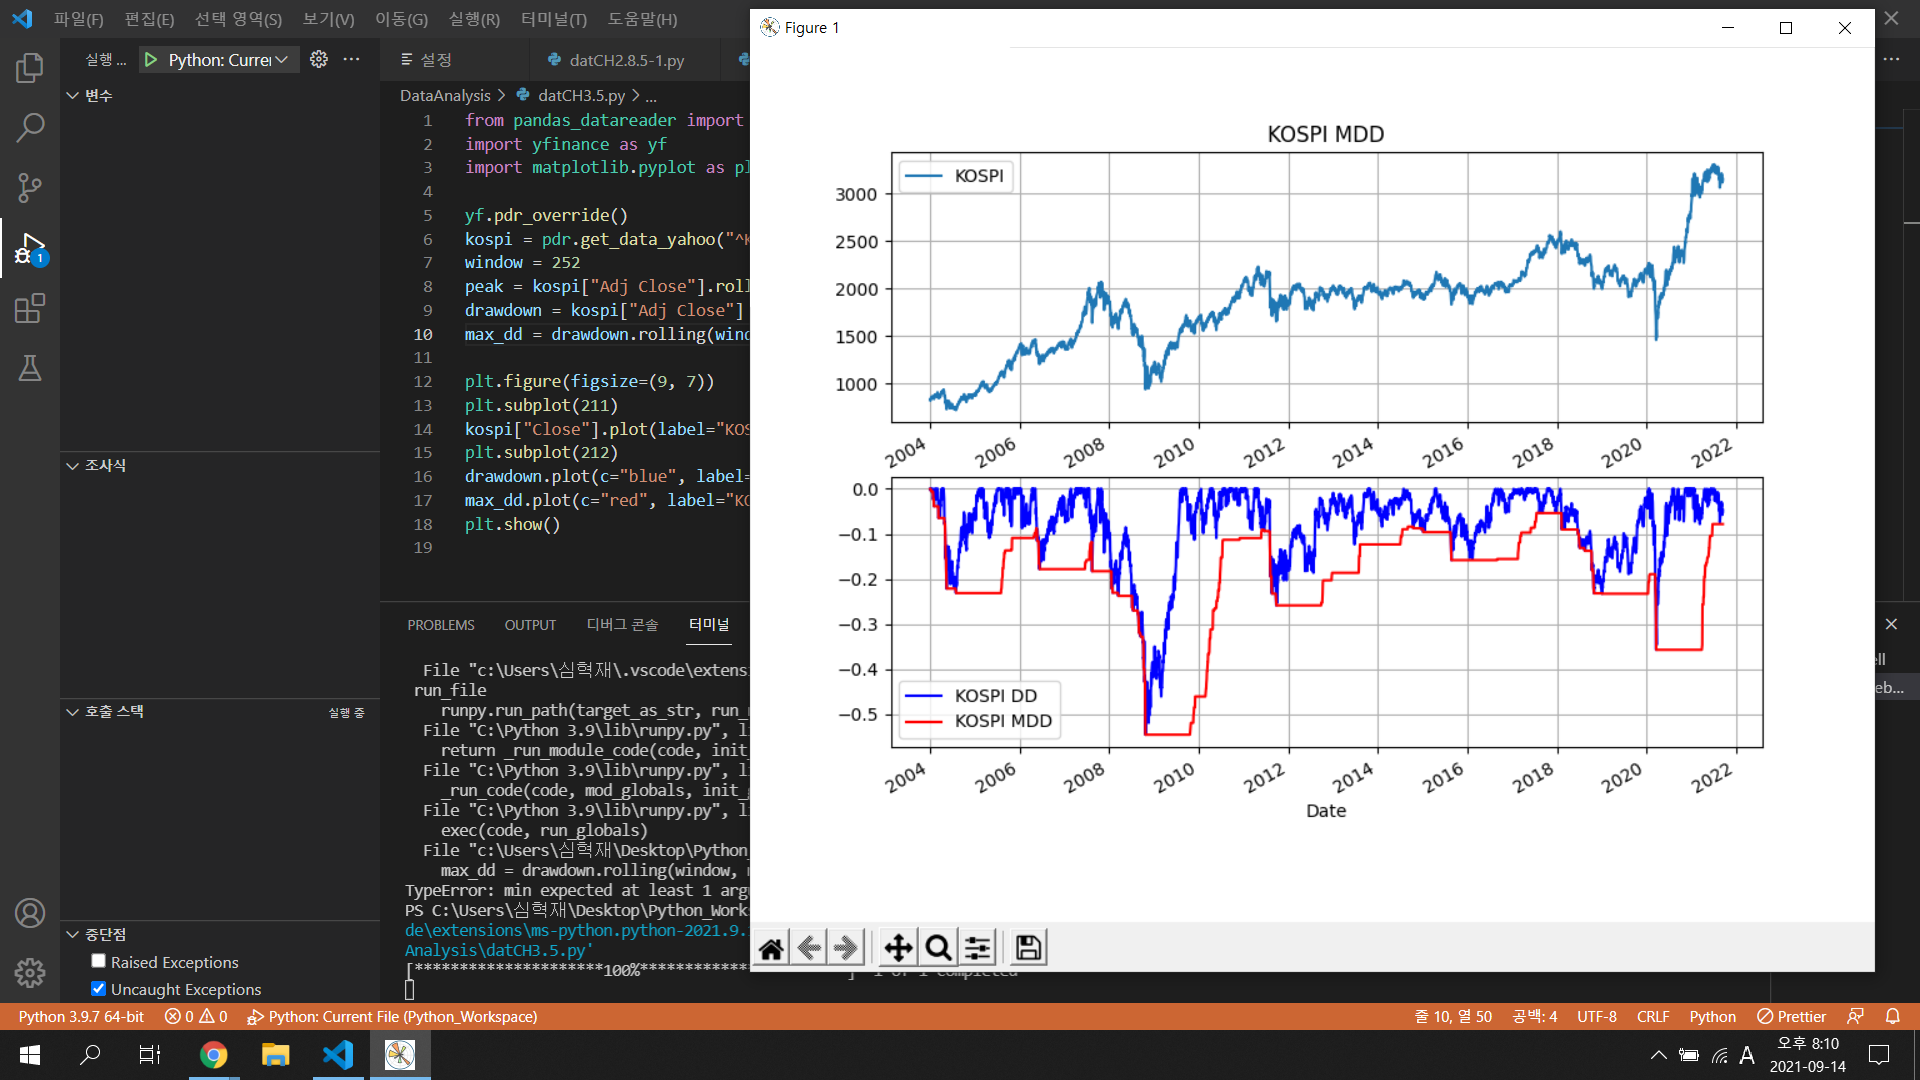 파일(F) 편집(E) 선택 영역(S) 보기(V) 이동(G) 실행(R) 터미널(T) 도움말(H)
실행 ... Python: Currer
변수
조사식
호출 스택 실행 중
중단점
Raised Exceptions
Uncaught Exceptions
설정 datCH2.8.5-1.py
DataAnalysis > datCH3.5.py > ...
1 from pandas_datareader import
2 import yfinance as yf
3 import matplotlib.pyplot as pl
4
5 yf.pdr_override()
6 kospi = pdr.get_data_yahoo("^K
7 window = 252
8 peak = kospi["Adj Close"].roll
9 drawdown = kospi["Adj Close"]
10 max_dd = drawdown.rolling(wind
11
12 plt.figure(figsize=(9, 7))
13 plt.subplot(211)
14 kospi["Close"].plot(label="KOS
15 plt.subplot(212)
16 drawdown.plot(c="blue", label=
17 max_dd.plot(c="red", label="KO
18 plt.show()
19
PROBLEMS OUTPUT 디버그 콘솔 터미널
File "c:\Users\심혁재\.vscode\extensi
run_file
runpy.run_path(target_as_str, run_n
File "C:\Python 3.9\lib\runpy.py", li
return _run_module_code(code, init_
File "C:\Python 3.9\lib\runpy.py", li
_run_code(code, mod_globals, init_g
File "C:\Python 3.9\lib\runpy.py", li
exec(code, run_globals)
File "c:\Users\심혁재\Desktop\Python_
max_dd = drawdown.rolling(window, m
TypeError: min expected at least 1 argu
PS C:\Users\심혁재\Desktop\Python_Works
de\extensions\ms-python.python-2021.9.
Analysis\datCH3.5.py'
[*********************100%************ ] 1 of 1 completed
Figure 1
KOSPI MDD
KOSPI
3000
2500
2000
1500
1000
2004 2006 2008 2010 2012 2014 2016 2018 2020 2022
0.0
−0.1
−0.2
−0.3
−0.4
−0.5
KOSPI DD
KOSPI MDD
2004 2006 2008 2010 2012 2014 2016 2018 2020 2022
Date
ell
eb...
1
Python 3.9.7 64-bit 0 0 Python: Current File (Python_Workspace)
줄 10, 열 50 공백: 4 UTF-8 CRLF Python Prettier
A 오후 8:10
2021-09-14